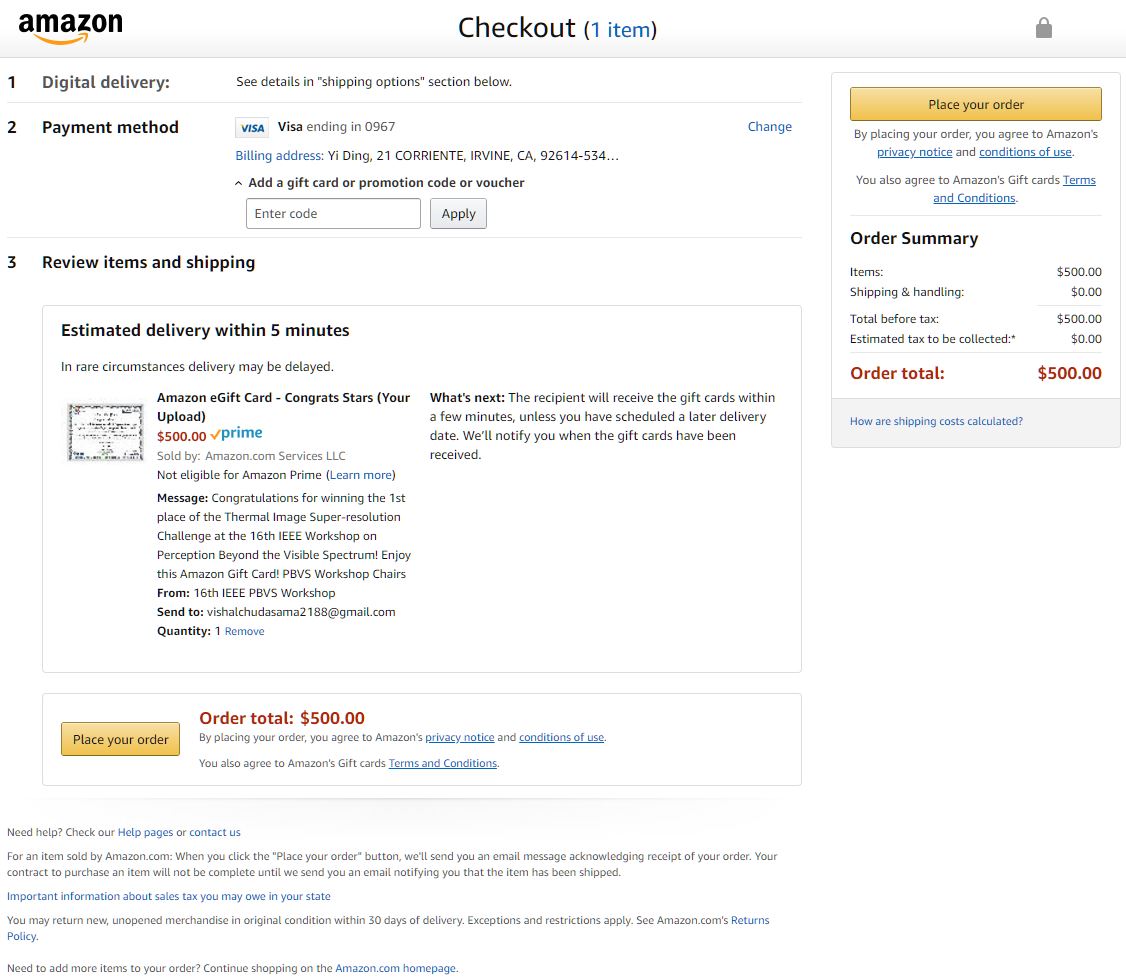 amazon
Checkout (1 item)
1 Digital delivery: See details in "shipping options" section below.
2 Payment method VISA Visa ending in 0967 Change
Billing address: Yi Ding, 21 CORRIENTE, IRVINE, CA, 92614-534…
Add a gift card or promotion code or voucher
Enter code Apply
3 Review items and shipping
Estimated delivery within 5 minutes
In rare circumstances delivery may be delayed.
Amazon eGift Card - Congrats Stars (Your
Upload)
$500.00 prime
Sold by: Amazon.com Services LLC
Not eligible for Amazon Prime (Learn more)
Message: Congratulations for winning the 1st
place of the Thermal Image Super-resolution
Challenge at the 16th IEEE Workshop on
Perception Beyond the Visible Spectrum! Enjoy
this Amazon Gift Card! PBVS Workshop Chairs
From: 16th IEEE PBVS Workshop
Send to: vishalchudasama2188@gmail.com
Quantity: 1 Remove
What's next: The recipient will receive the gift cards within
a few minutes, unless you have scheduled a later delivery
date. We'll notify you when the gift cards have been
received.
Place your order
Order total: $500.00
By placing your order, you agree to Amazon's privacy notice and conditions of use.
You also agree to Amazon's Gift cards Terms and Conditions.
Place your order
By placing your order, you agree to Amazon's
privacy notice and conditions of use.
You also agree to Amazon's Gift cards Terms
and Conditions.
Order Summary
Items: $500.00
Shipping & handling: $0.00
Total before tax: $500.00
Estimated tax to be collected:* $0.00
Order total: $500.00
How are shipping costs calculated?
Need help? Check our Help pages or contact us
For an item sold by Amazon.com: When you click the "Place your order" button, we'll send you an email message acknowledging receipt of your order. Your
contract to purchase an item will not be complete until we send you an email notifying you that the item has been shipped.
Important information about sales tax you may owe in your state
You may return new, unopened merchandise in original condition within 30 days of delivery. Exceptions and restrictions apply. See Amazon.com's Returns
Policy.
Need to add more items to your order? Continue shopping on the Amazon.com homepage.